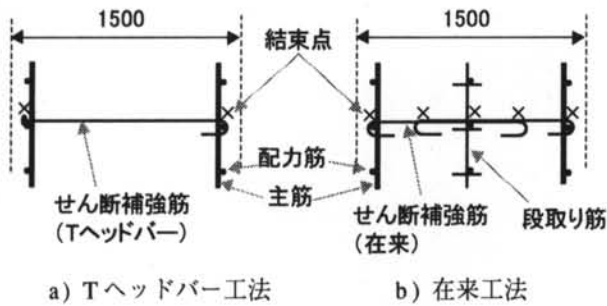 1500
1500
結束点
配力筋
主筋
せん断補強筋
(Tヘッドバー)
せん断補強筋
(在来)
段取り筋
a) Tヘッドバー工法
b) 在来工法